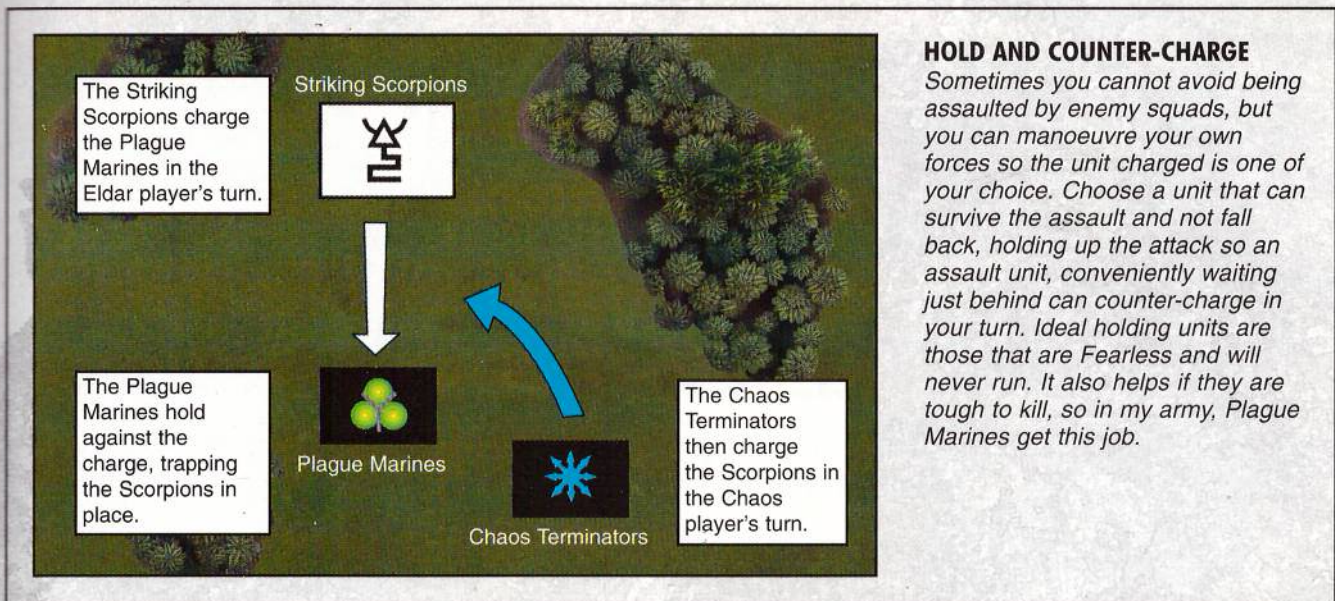 The Striking
Scorpions charge
the Plague
Marines in the
Eldar player's turn.
Striking Scorpions
The Plague
Marines hold
against the
charge, trapping
the Scorpions in
place.
Plague Marines
Chaos Terminators
The Chaos
Terminators
then charge
the Scorpions in
the Chaos
player's turn.
HOLD AND COUNTER-CHARGE
Sometimes you cannot avoid being
assaulted by enemy squads, but
you can manoeuvre your own
forces so the unit charged is one of
your choice. Choose a unit that can
survive the assault and not fall
back, holding up the attack so an
assault unit, conveniently waiting
just behind can counter-charge in
your turn. Ideal holding units are
those that are Fearless and will
never run. It also helps if they are
tough to kill, so in my army, Plague
Marines get this job.